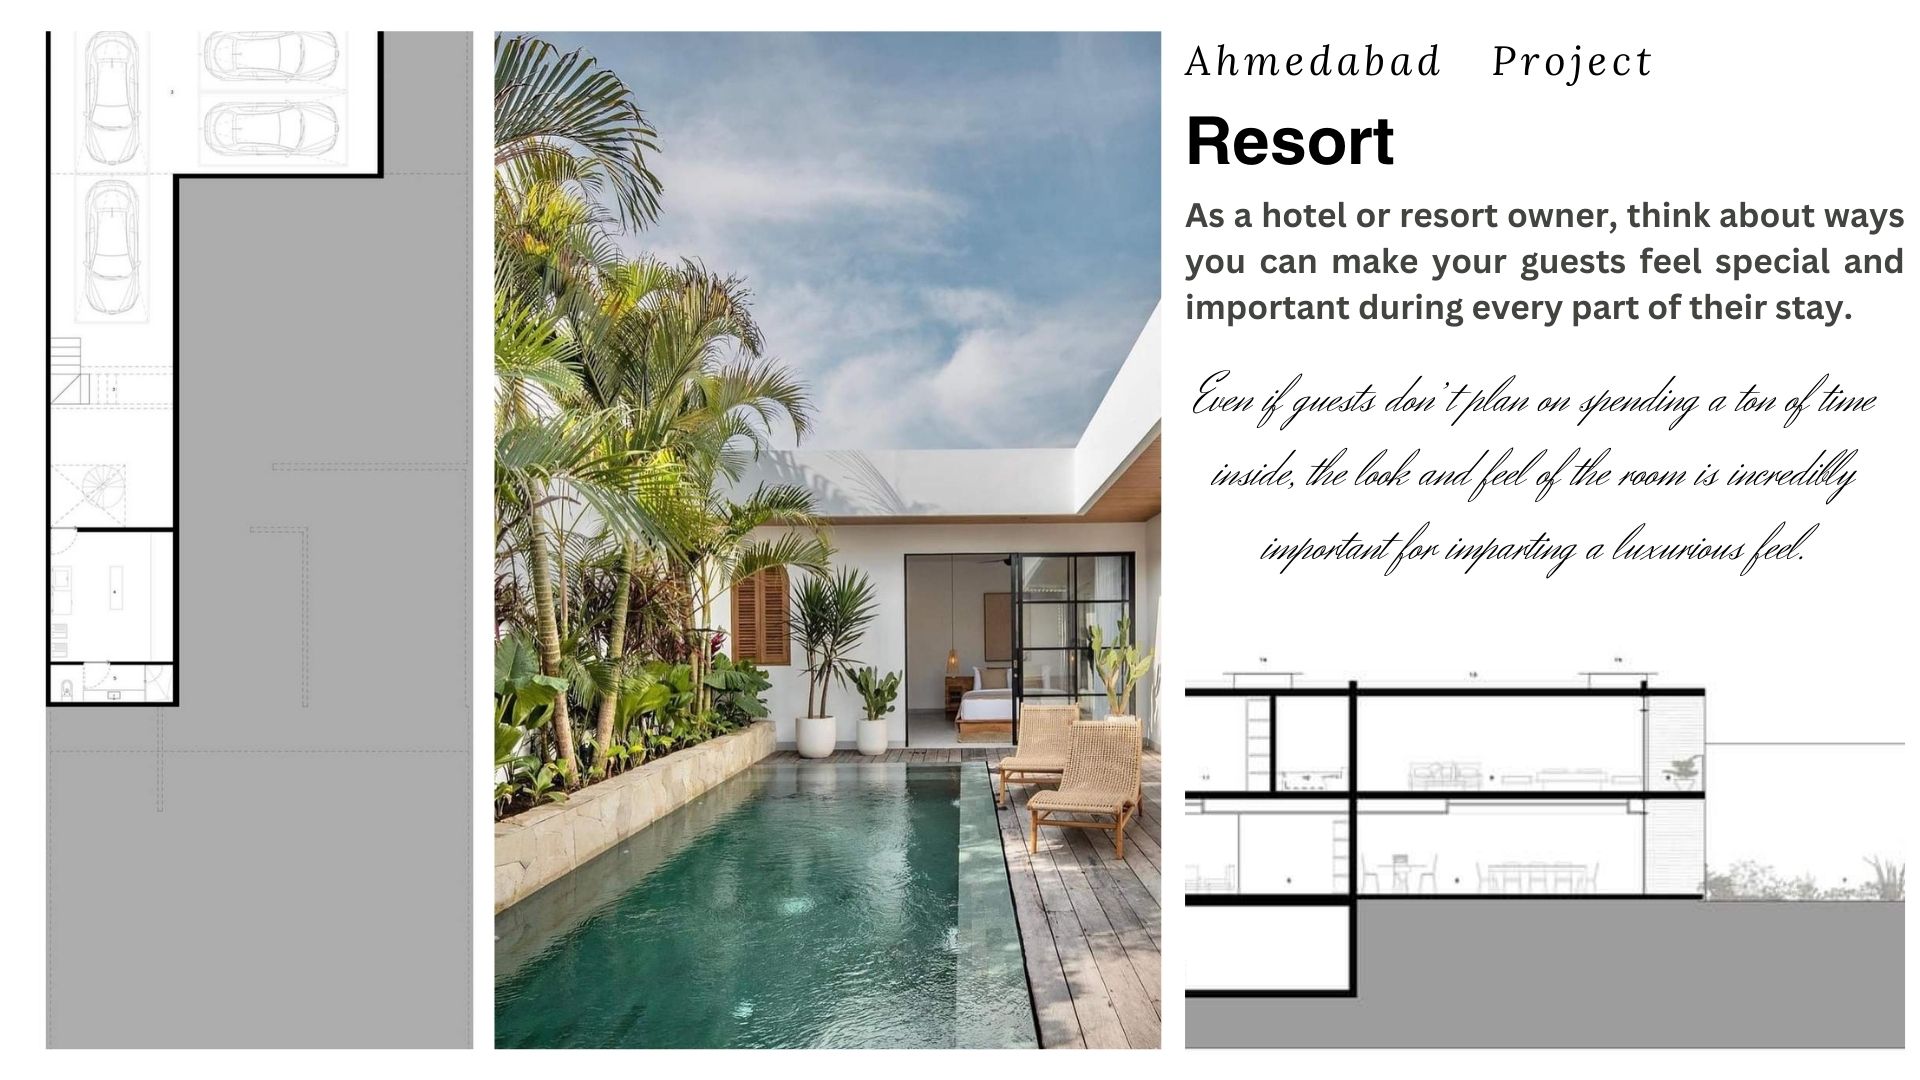 Ahmedabad Project
Resort
As a hotel or resort owner, think about ways
you can make your guests feel special and
important during every part of their stay.
Even if guests don't plan on spending a ton of time
inside, the look and feel of the room is incredibly
important for imparting a luxurious feel.